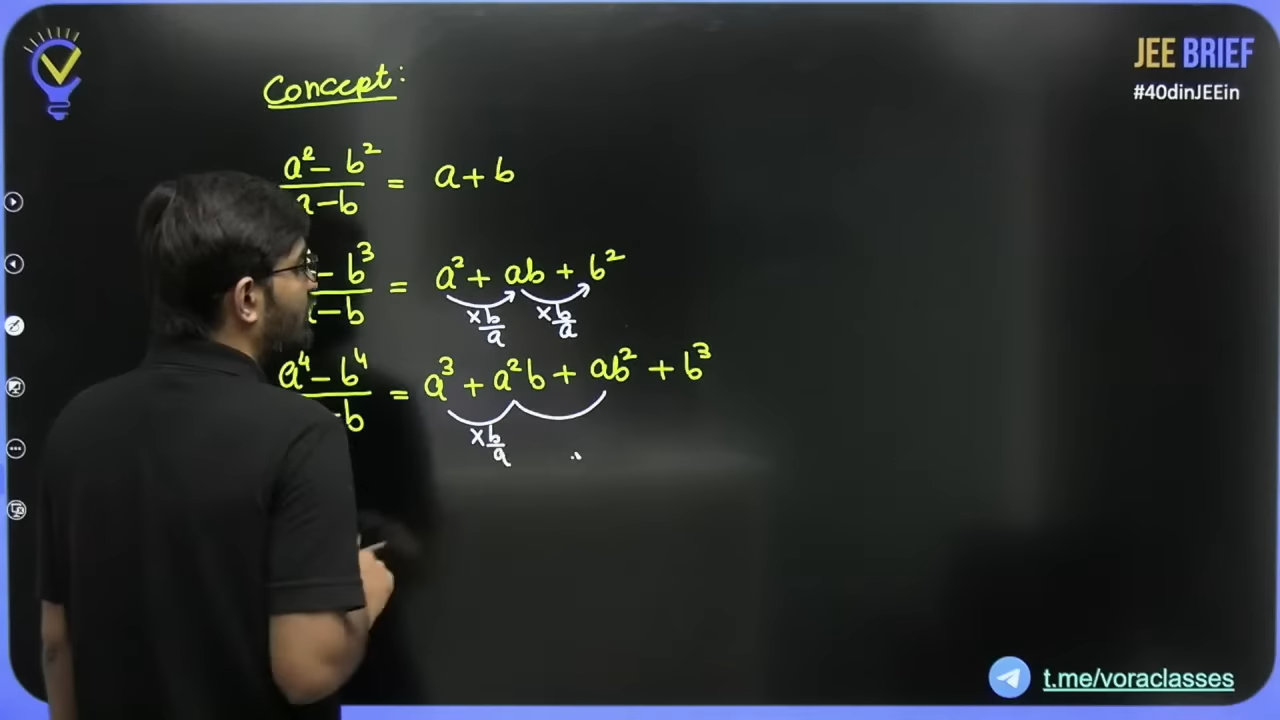 JEE BRIEF
#40dinJEEin
Concept:
a² - b² / a - b = a + b
- b³ / - b = a² + ab + b²
× b/a × b/a
a⁴ - b⁴ / - b = a³ + a²b + ab² + b³
× b/a
t.me/voraclasses